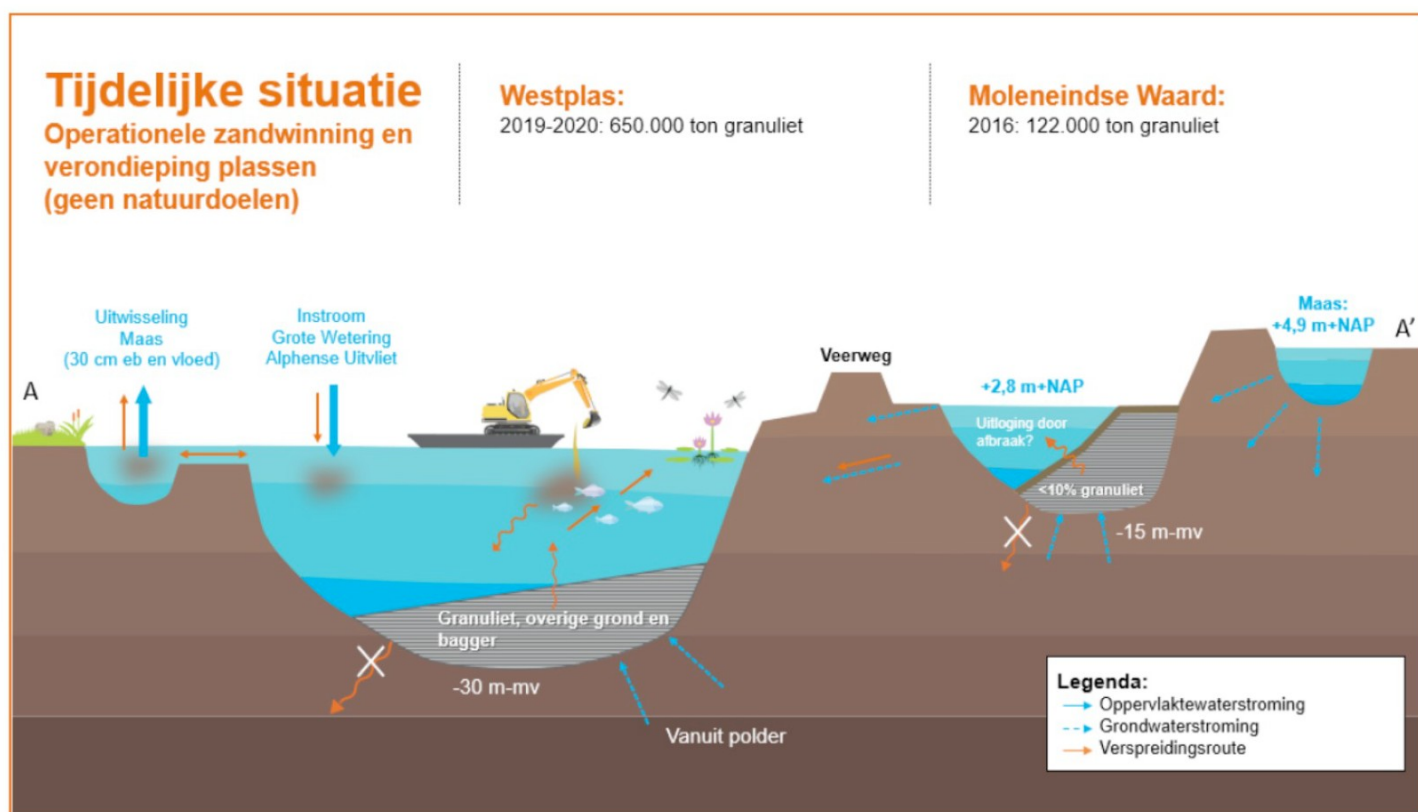 Tijdelijke situatie
Operationele zandwinning en
verondieping plassen
(geen natuurdoelen)
Westplas:
2019-2020: 650.000 ton granuliet
Moleneindse Waard:
2016: 122.000 ton granuliet
A
Uitwisseling
Maas
(30 cm eb en vloed)
Instroom
Grote Wetering
Alphense Uitvliet
Veerweg
+2,8 m+NAP
Maas:
+4,9 m+NAP
A'
Uitloging door
afbraak?
<10% granuliet
-15 m-mv
Granuliet, overige grond en
bagger
-30 m-mv
Vanuit polder
Legenda:
Oppervlaktewaterstroming
Grondwaterstroming
Verspreidingsroute